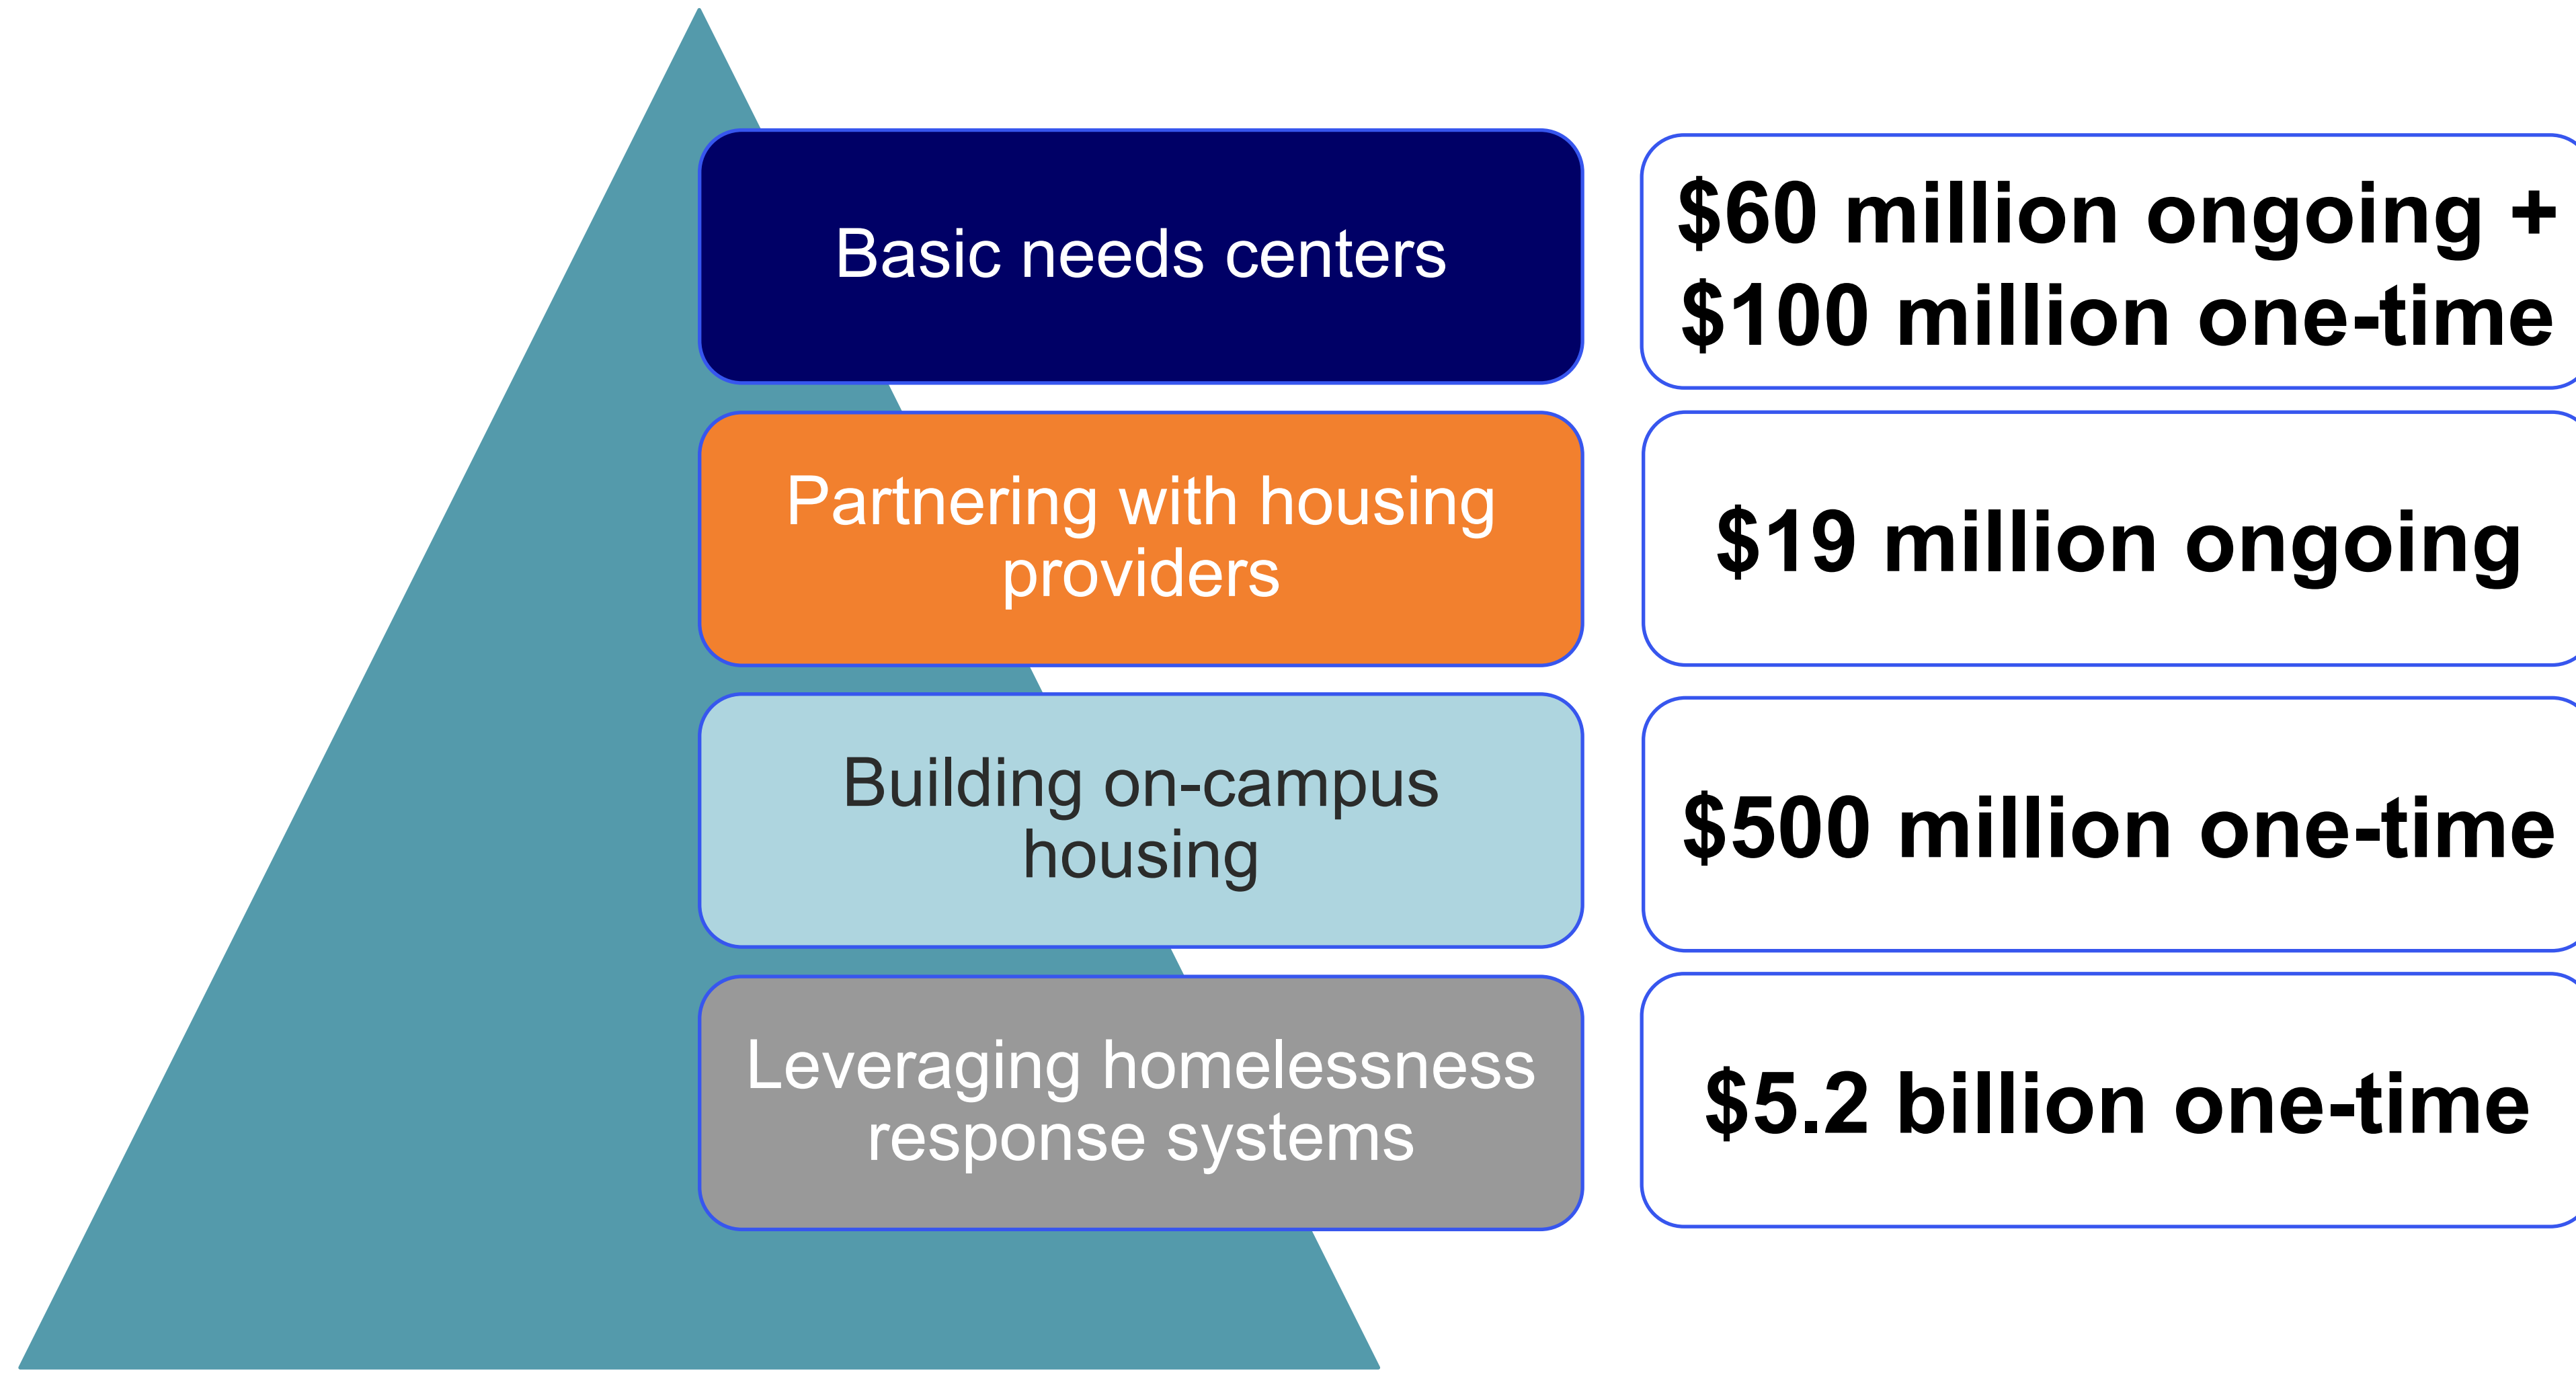 Basic needs centers
$60 million ongoing +
$100 million one-time
Partnering with housing
providers
$19 million ongoing
Building on-campus
housing
$500 million one-time
Leveraging homelessness
response systems
$5.2 billion one-time